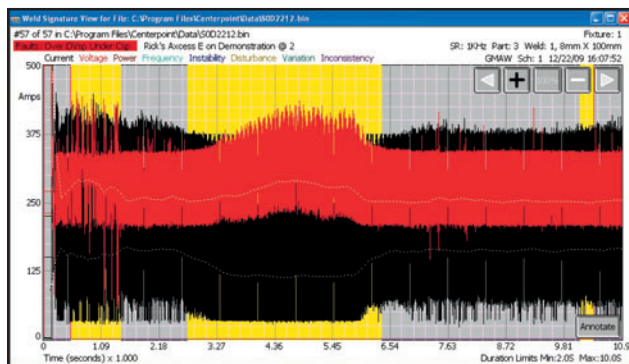 Weld Signature View for File: C:\Program Files\Centerpoint\Data\S0D2212.bin
#57 of 57 in C:\Program Files\Centerpoint\Data\S0D2212.bin Fixture: 1
Faults: Over Chlsp Under Csp Rick's Axcess E on Demonstration @ 2 SR: 1KHz Part: 3 Weld: 1, 8mm X 100mm
Current Voltage Power Frequency Instability Disturbance Variation Inconsistency GMAW Sch: 1 12/22/09 16:07:52
500
Amps
375
250
125
0
Annotate
0 1.09 2.18 3.27 4.36 5.45 6.54 7.63 8.72 9.81 10.9
Time (seconds) x 1.000 Duration Limits Min:2.05 Max:10.05